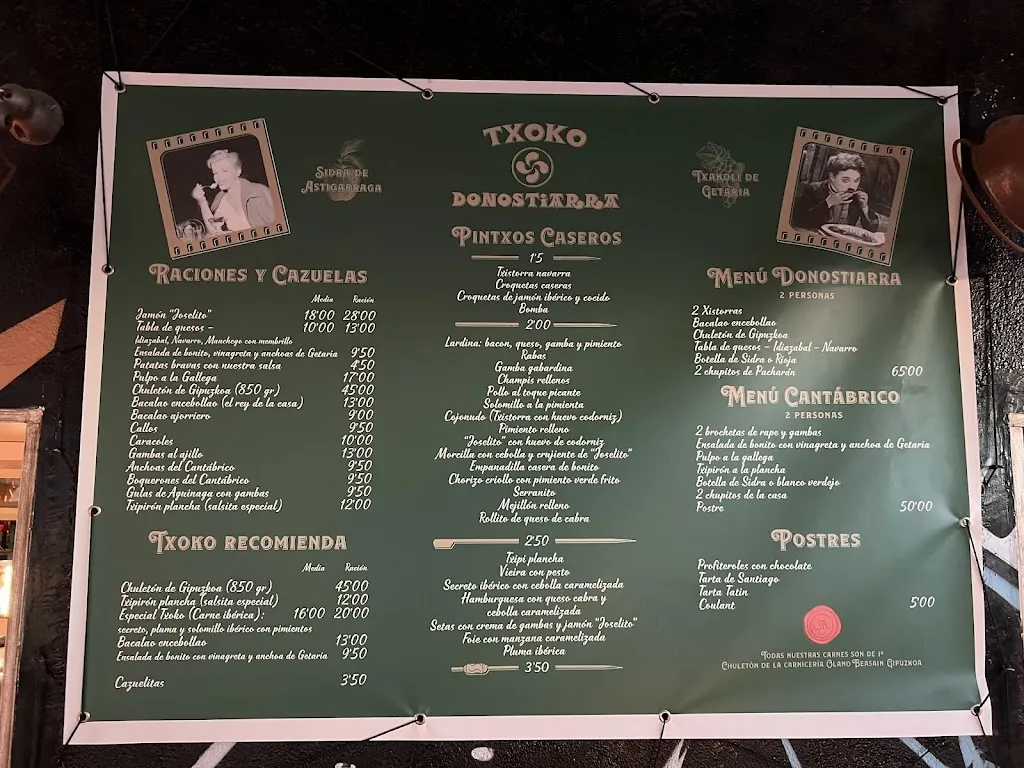 SIDRA DE
ASTIGARRAGA
TXOKO
DONOSTIARRA
TXAKOLI DE
GETARIA
RACIONES Y CAZUELAS
Media Ración
Jamón "Joselito" 18'00 28'00
Tabla de quesos – 10'00 13'00
Idiazabal, Navarro, Manchego con membrillo
Ensalada de bonito, vinagreta y anchoas de Getaria 9'50
Patatas bravas con nuestra salsa 4'50
Pulpo a la Gallega 17'00
Chuletón de Gipuzkoa (850 gr) 45'00
Bacalao encebollao (el rey de la casa) 13'00
Bacalao ajorriero 9'00
Callos 9'50
Caracoles 10'00
Gambas al ajillo 13'00
Anchoas del Cantábrico 9'50
Boquerones del Cantábrico 9'50
Gulas de Aguinaga con gambas 9'50
Txipirón plancha (salsita especial) 12'00
TXOKO RECOMIENDA
Media Ración
Chuletón de Gipuzkoa (850 gr) 45'00
Txipirón plancha (salsita especial) 12'00
Especial Txoko (Carne ibérica): 16'00 20'00
secreto, pluma y solomillo ibérico con pimientos
Bacalao encebollao 13'00
Ensalada de bonito con vinagreta y anchoa de Getaria 9'50
Cazuelitas 3'50
PINTXOS CASEROS
1'5
Txistorra navarra
Croquetas caseras
Croquetas de jamón ibérico y cocido
Bomba
2'00
Lardina: bacon, queso, gamba y pimiento
Rabas
Gamba gabardina
Champis rellenos
Pollo al toque picante
Solomillo a la pimienta
Cojonudo (Txistorra con huevo codorniz)
Pimiento relleno
"Joselito" con huevo de codorniz
Morcilla con cebolla y crujiente de "Joselito"
Empanadilla casera de bonito
Chorizo criollo con pimiento verde frito
Serranito
Mejillón relleno
Rollito de queso de cabra
2'50
Txipi plancha
Vieira con pesto
Secreto ibérico con cebolla caramelizada
Hamburguesa con queso cabra y
cebolla caramelizada
Setas con crema de gambas y jamón "Joselito"
Foie con manzana caramelizada
Pluma ibérica
3'50
MENÚ DONOSTIARRA
2 PERSONAS
2 Xistorras
Bacalao encebollao
Chuletón de Gipuzkoa
Tabla de quesos – Idiazabal – Navarro
Botella de Sidra o Rioja
2 chupitos de Pacharán 65'00
MENÚ CANTÁBRICO
2 PERSONAS
2 brochetas de rape y gambas
Ensalada de bonito con vinagreta y anchoa de Getaria
Pulpo a la gallega
Txipirón a la plancha
Botella de Sidra o blanco verdejo
2 chupitos de la casa
Postre 50'00
POSTRES
Profiteroles con chocolate
Tarta de Santiago
Tarta Tatin
Coulant 5'00
TODAS NUESTRAS CARNES SON DE 1ª
CHULETÓN DE LA CARNICERÍA OLANO BEASAIN GIPUZKOA